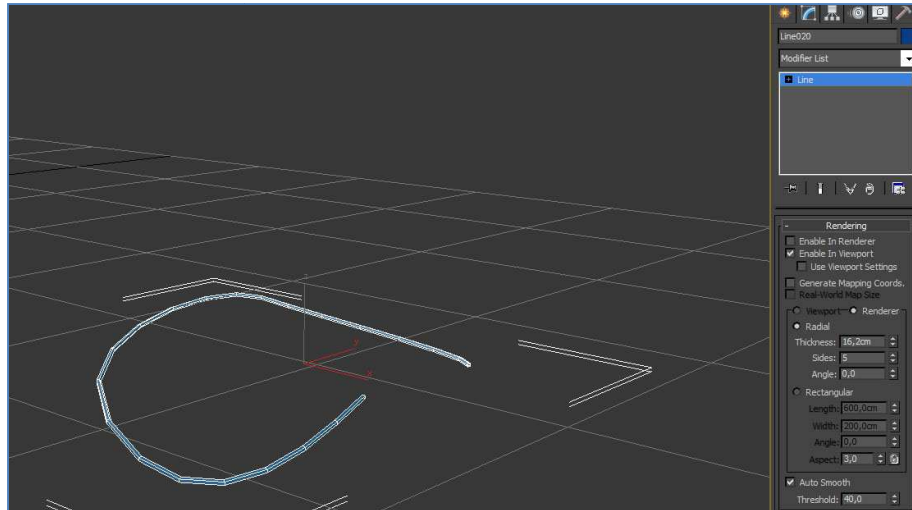 Line020
Modifier List
Line
Rendering
Enable In Renderer
Enable In Viewport
Use Viewport Settings
Generate Mapping Coords.
Real-World Map Size
Viewport Renderer
Radial
Thickness: 16,2cm
Sides: 5
Angle: 0,0
Rectangular
Length: 600,0cm
Width: 200,0cm
Angle: 0,0
Aspect: 3,0
Auto Smooth
Threshold: 40,0
z
y
x